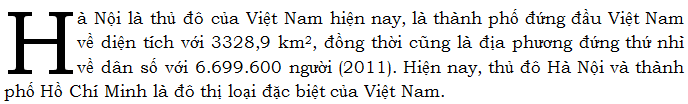 Hà Nội là thủ đô của Việt Nam hiện nay, là thành phố đứng đầu Việt Nam
về diện tích với 3328,9 km², đồng thời cũng là địa phương đứng thứ nhì
về dân số với 6.699.600 người (2011). Hiện nay, thủ đô Hà Nội và thành
phố Hồ Chí Minh là đô thị loại đặc biệt của Việt Nam.